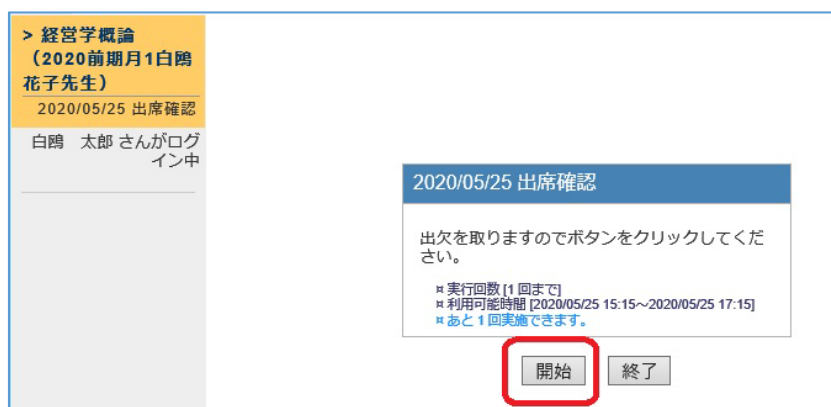 > 経営学概論
（2020前期月1白鴎
花子先生）
2020/05/25 出席確認
白鴎　太郎 さんがログ
イン中
2020/05/25 出席確認
出欠を取りますのでボタンをクリックしてくだ
さい。
¤ 実行回数 [1 回まで]
¤ 利用可能時間 [2020/05/25 15:15～2020/05/25 17:15]
¤ あと 1 回実施できます。
開始 終了